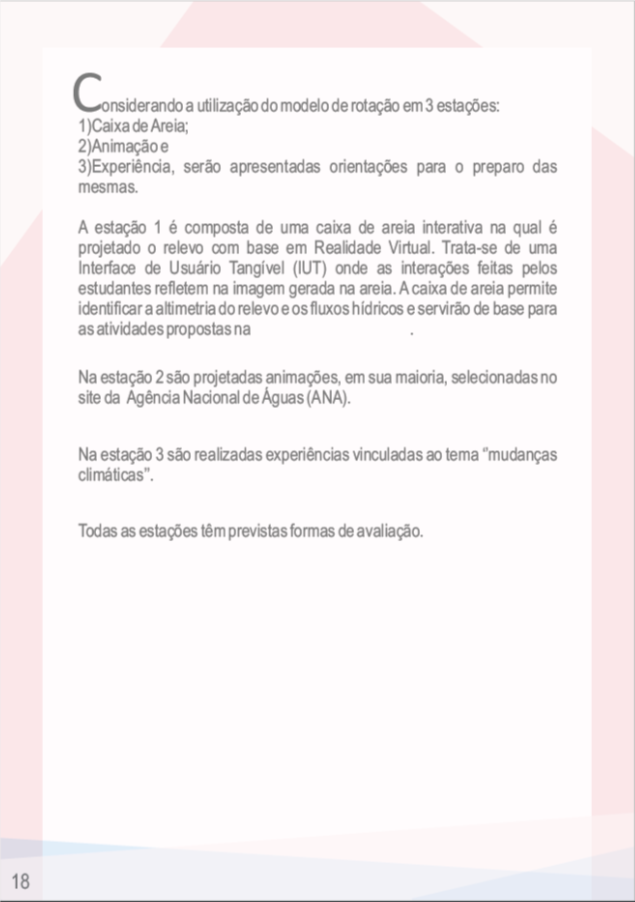 Considerando a utilização do modelo de rotação em 3 estações:
1)Caixa de Areia;
2)Animação e
3)Experiência, serão apresentadas orientações para o preparo das
mesmas.
A estação 1 é composta de uma caixa de areia interativa na qual é
projetado o relevo com base em Realidade Virtual. Trata-se de uma
Interface de Usuário Tangível (IUT) onde as interações feitas pelos
estudantes refletem na imagem gerada na areia. A caixa de areia permite
identificar a altimetria do relevo e os fluxos hídricos e servirão de base para
as atividades propostas na .
Na estação 2 são projetadas animações, em sua maioria, selecionadas no
site da Agência Nacional de Águas (ANA).
Na estação 3 são realizadas experiências vinculadas ao tema "mudanças
climáticas".
Todas as estações têm previstas formas de avaliação.
18